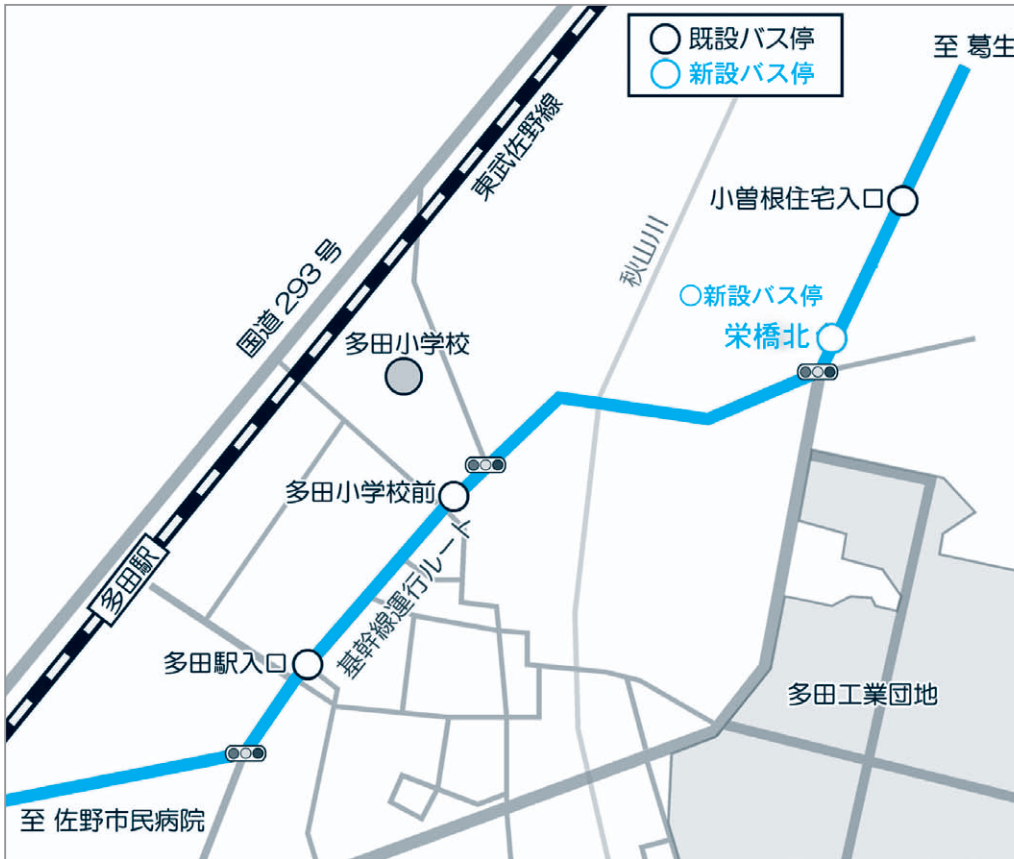 既設バス停
新設バス停
至 葛生
東武佐野線
小曽根住宅入口
秋山川
国道293号
新設バス停
栄橋北
多田小学校
多田小学校前
基幹線運行ルート
多田駅
多田駅入口
多田工業団地
至 佐野市民病院